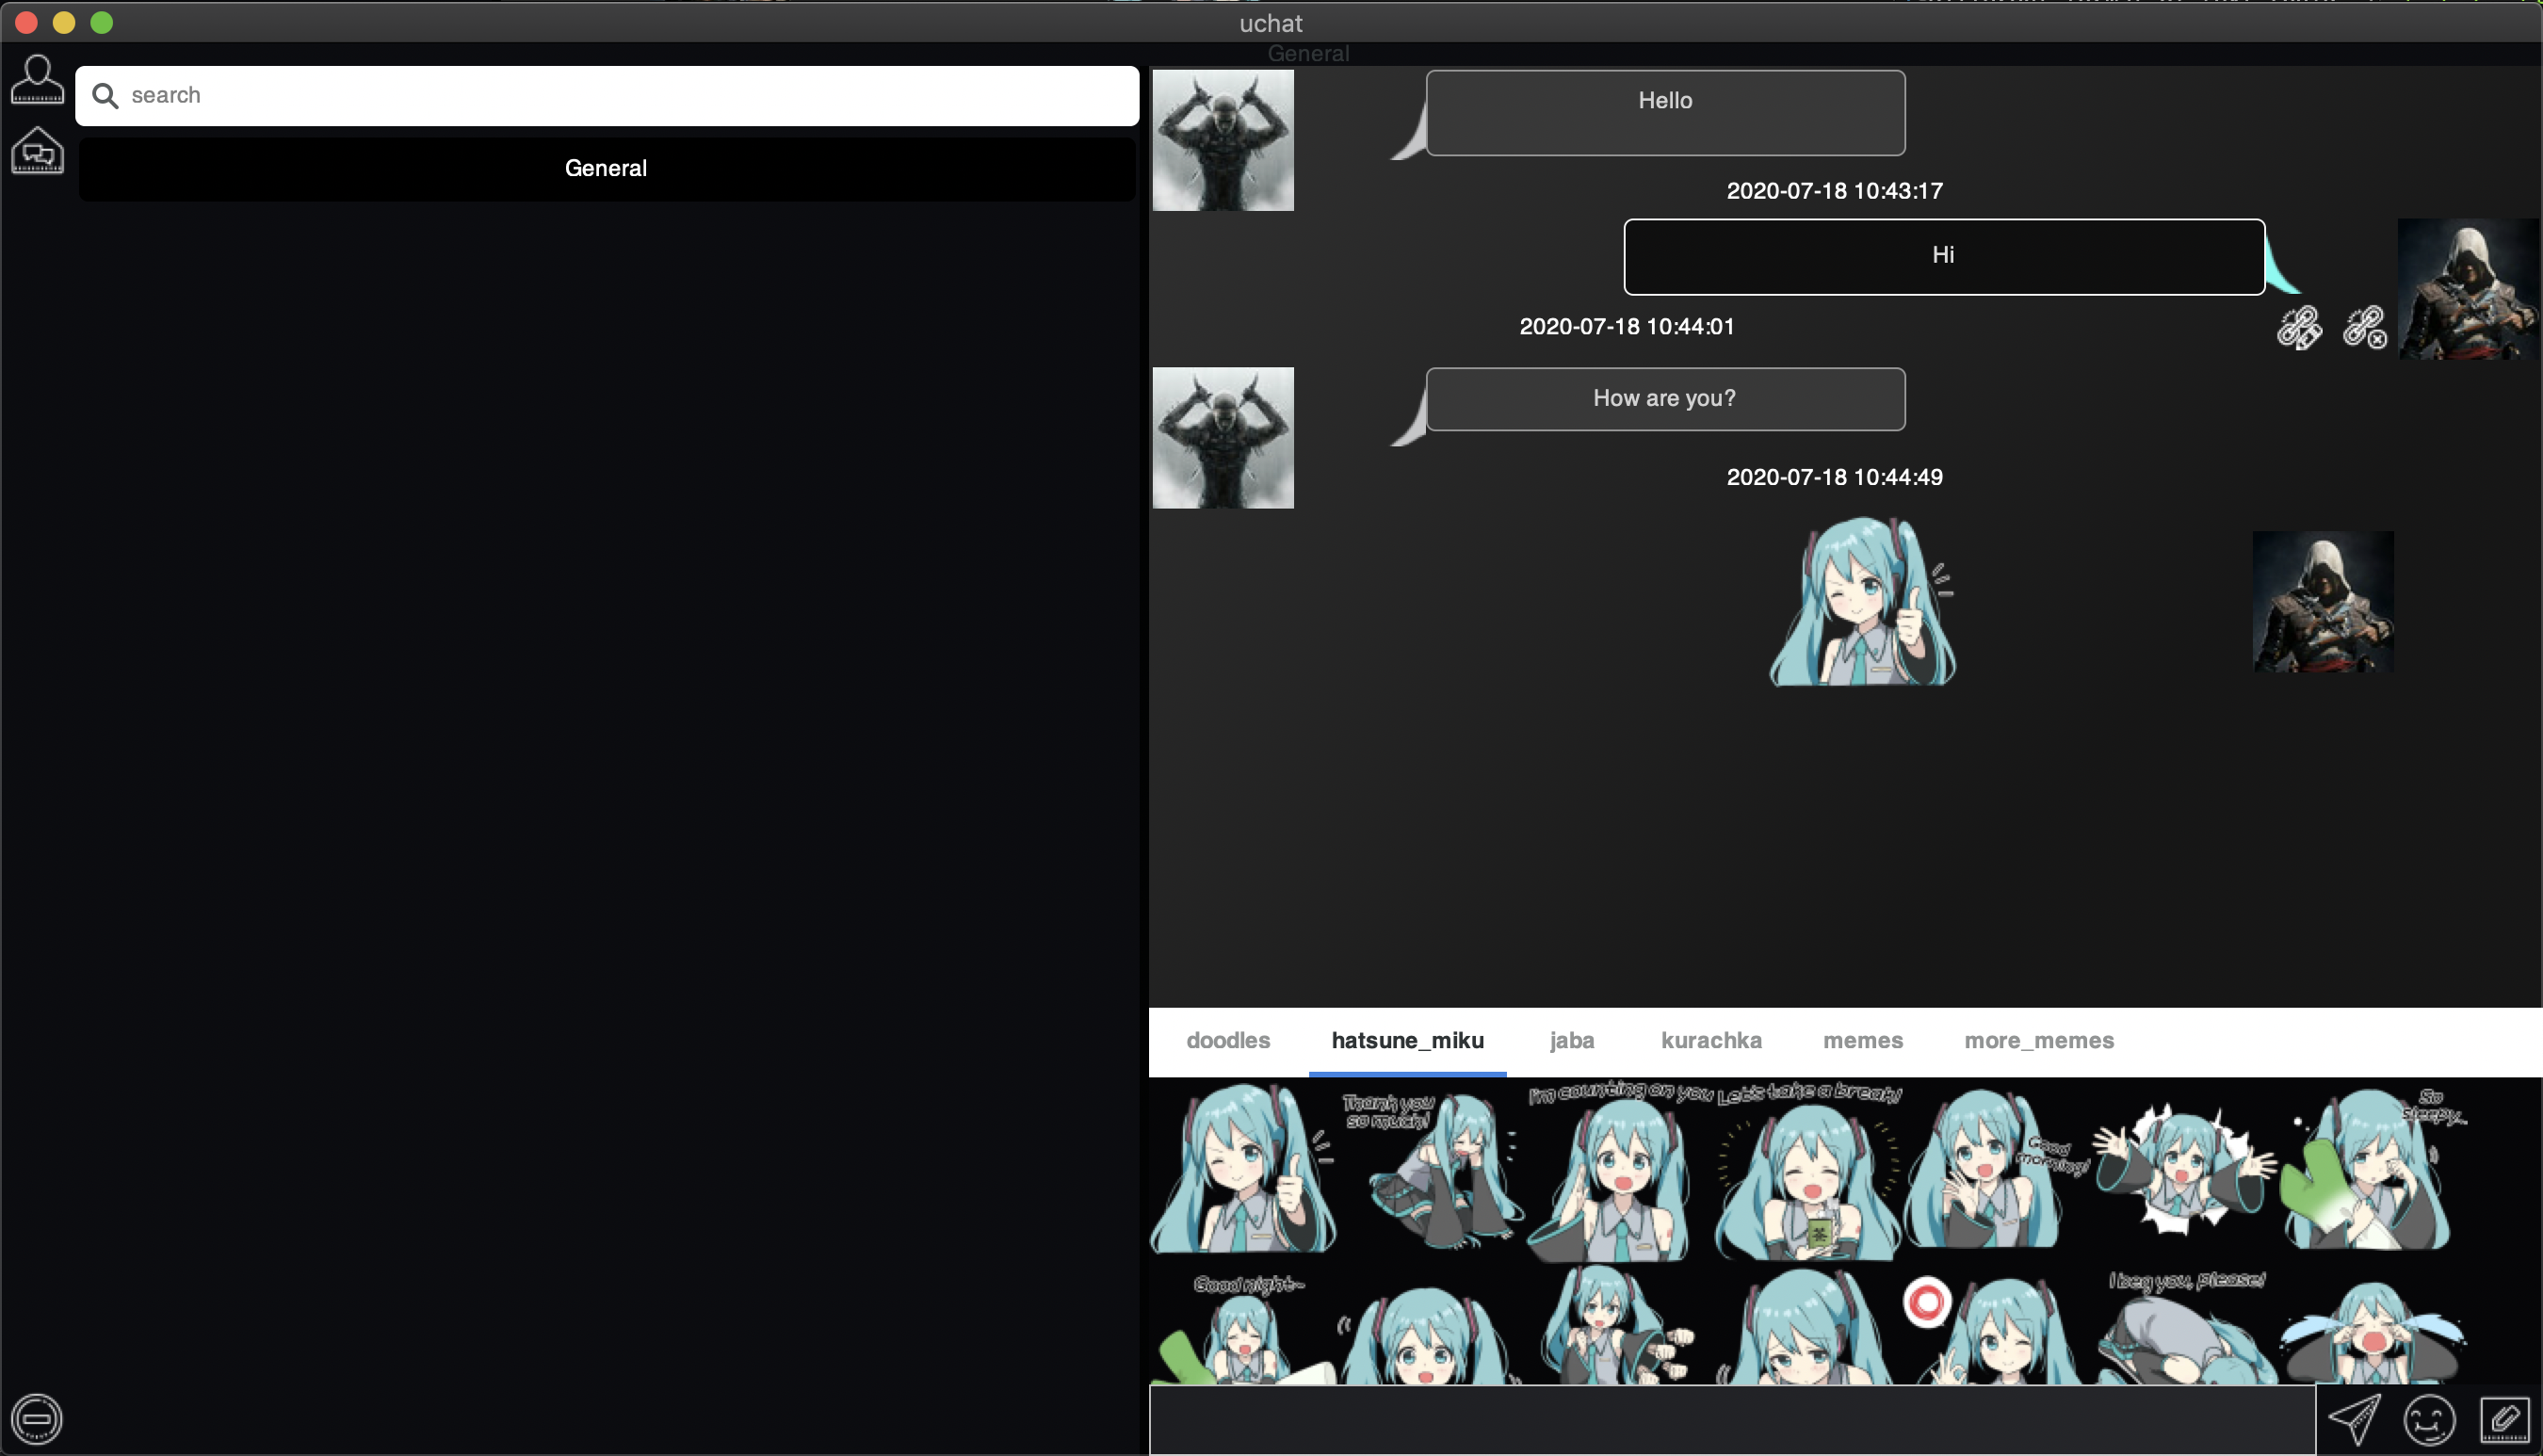 uchat
General
search
General
Hello
2020-07-18 10:43:17
Hi
2020-07-18 10:44:01
How are you?
2020-07-18 10:44:49
doodles
hatsune_miku
jaba
kurachka
memes
more_memes
Thank you
so much!
I'm counting on you
Let's take a break!
茶
Good
morning!
So
sleepy...
Good night~
I beg you, please!